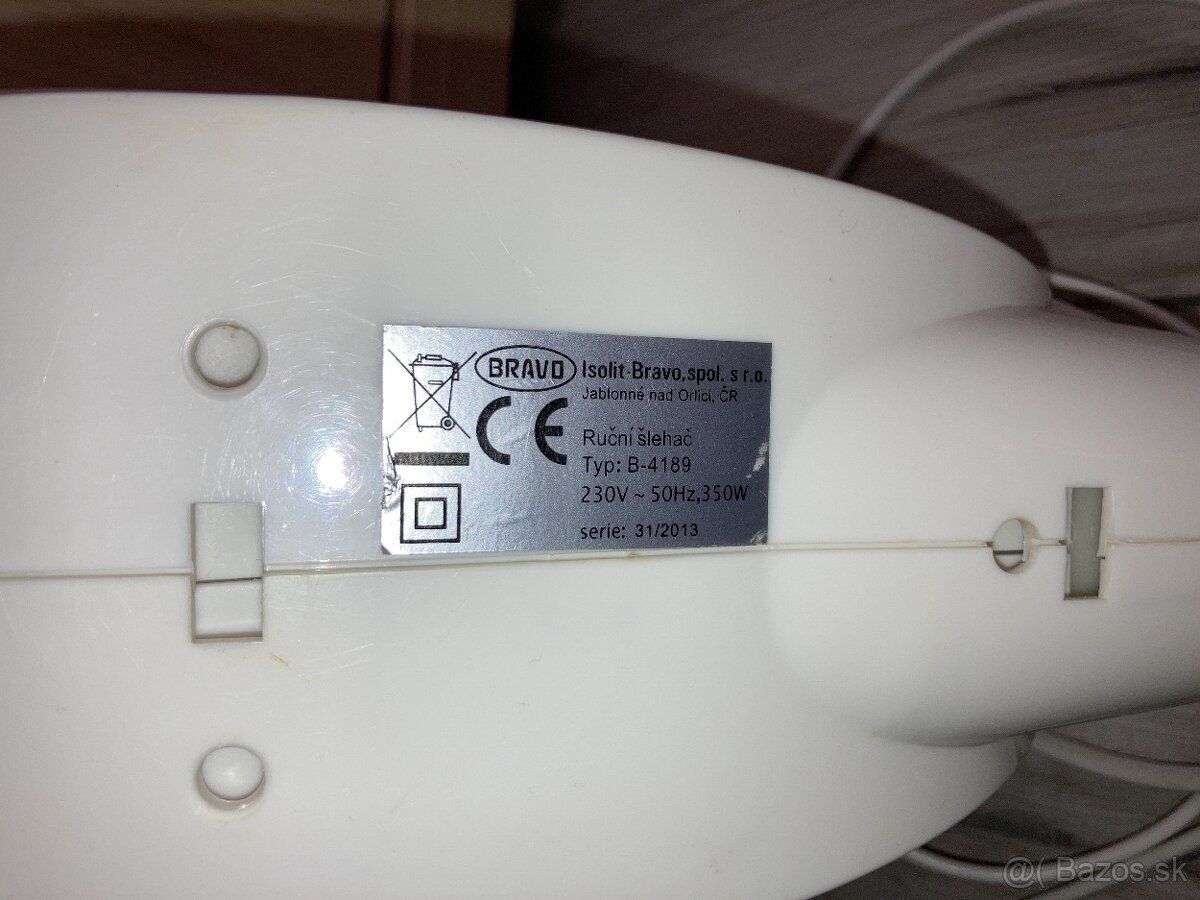 BRAVO Isolit-Bravo,spol. s r.o.
Jablonné nad Orlicí, ČR
CE
Ruční šlehač
Typ: B-4189
230V ~ 50Hz,350W
serie: 31/2013
@( Bazos.sk